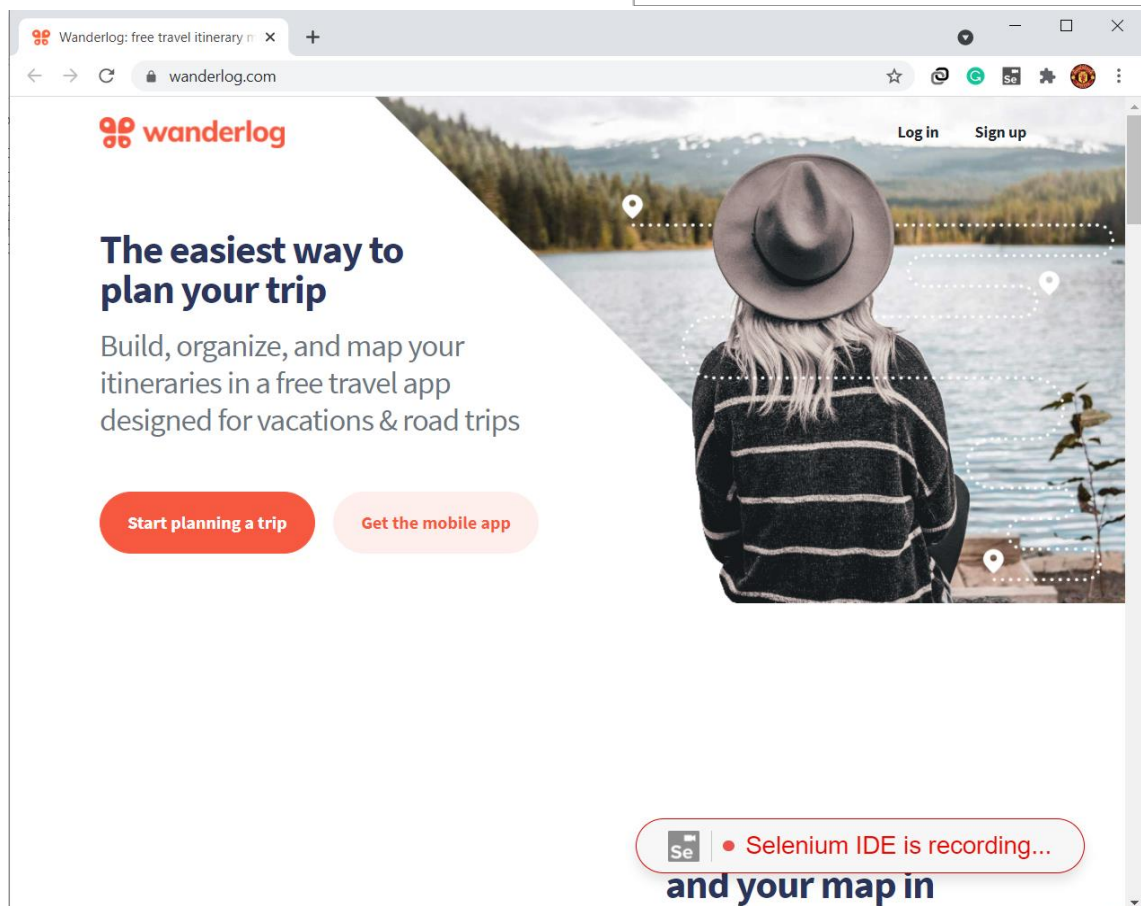 Wanderlog: free travel itinerary m
wanderlog.com
wanderlog
Log in Sign up
The easiest way to
plan your trip
Build, organize, and map your
itineraries in a free travel app
designed for vacations & road trips
Start planning a trip Get the mobile app
Se Selenium IDE is recording...
and your map in